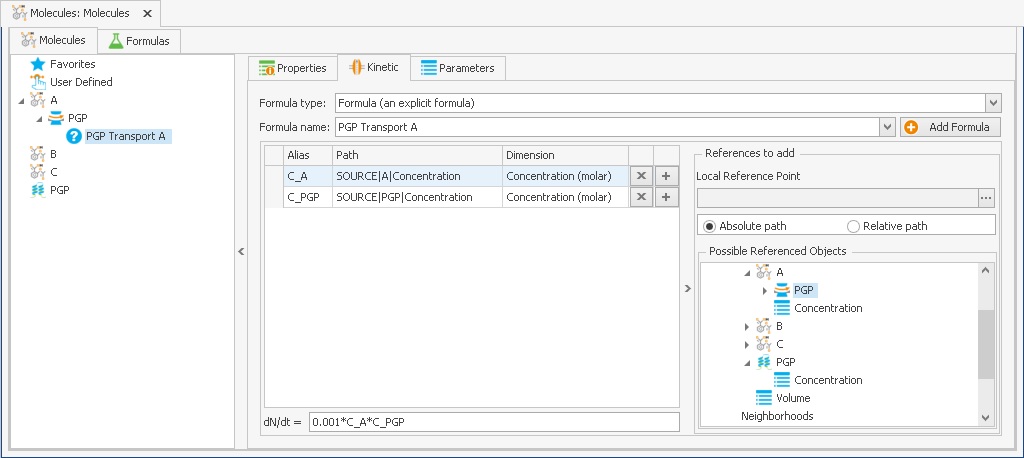 Molecules: Molecules
Molecules
Formulas
Favorites
User Defined
A
PGP
PGP Transport A
B
C
PGP
Properties
Kinetic
Parameters
Formula type:
Formula (an explicit formula)
Formula name:
PGP Transport A
Add Formula
Alias Path Dimension
C_A SOURCE|A|Concentration Concentration (molar)
C_PGP SOURCE|PGP|Concentration Concentration (molar)
dN/dt =
0.001*C_A*C_PGP
References to add
Local Reference Point
...
Absolute path
Relative path
Possible Referenced Objects
A
PGP
Concentration
B
C
PGP
Concentration
Volume
Neighborhoods